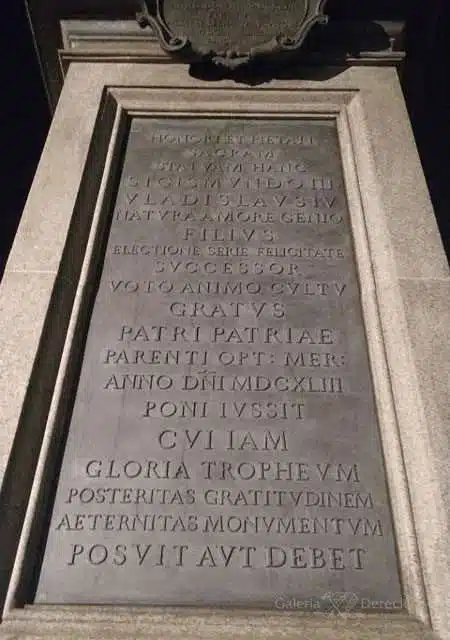 HONORI ET PIETATI
SACRAM
STATVAM HANC
SIGISMVNDO III
VLADISLAVS IV
NATVRA AMORE GENIO
FILIVS
ELECTIONE SERIE FELICITATE
SVCCESSOR
VOTO ANIMO CVLTV
GRATVS
PATRI PATRIAE
PARENTI OPT: MER:
ANNO DÑI MDCXLIII
PONI IVSSIT
CVI IAM
GLORIA TROPHEVM
POSTERITAS GRATITVDINEM
AETERNITAS MONVMENTVM
POSVIT AVT DEBET
Galeria Derecki